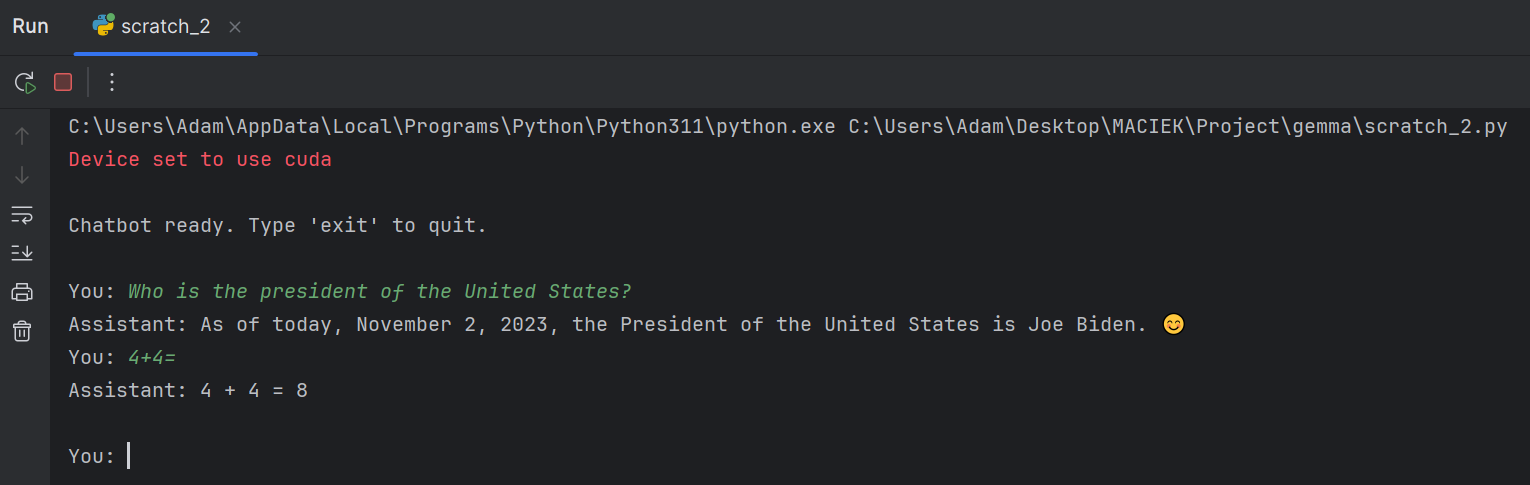 Run scratch_2
C:\Users\Adam\AppData\Local\Programs\Python\Python311\python.exe C:\Users\Adam\Desktop\MACIEK\Project\gemma\scratch_2.py
Device set to use cuda
Chatbot ready. Type 'exit' to quit.
You: Who is the president of the United States?
Assistant: As of today, November 2, 2023, the President of the United States is Joe Biden. 😊
You: 4+4=
Assistant: 4 + 4 = 8
You: